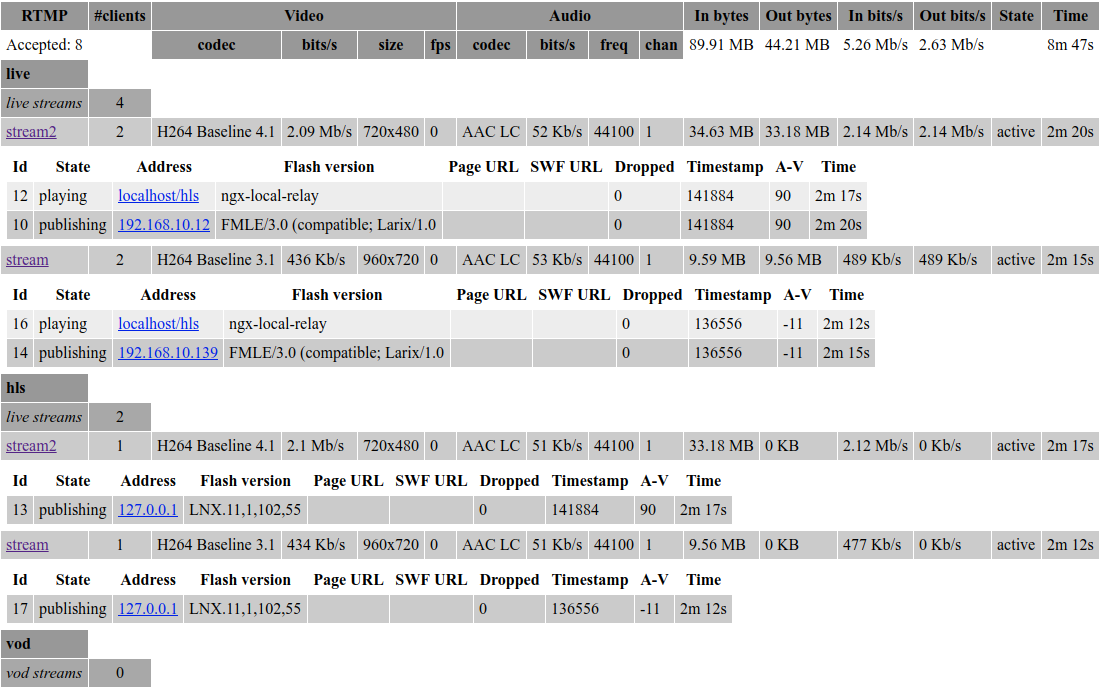 RTMP #clients Video Audio In bytes Out bytes In bits/s Out bits/s State Time
Accepted: 8 codec bits/s size fps codec bits/s freq chan 89.91 MB 44.21 MB 5.26 Mb/s 2.63 Mb/s 8m 47s
live
live streams 4
stream2 2 H264 Baseline 4.1 2.09 Mb/s 720x480 0 AAC LC 52 Kb/s 44100 1 34.63 MB 33.18 MB 2.14 Mb/s 2.14 Mb/s active 2m 20s
Id State Address Flash version Page URL SWF URL Dropped Timestamp A-V Time
12 playing localhost/hls ngx-local-relay 0 141884 90 2m 17s
10 publishing 192.168.10.12 FMLE/3.0 (compatible; Larix/1.0 0 141884 90 2m 20s
stream 2 H264 Baseline 3.1 436 Kb/s 960x720 0 AAC LC 53 Kb/s 44100 1 9.59 MB 9.56 MB 489 Kb/s 489 Kb/s active 2m 15s
Id State Address Flash version Page URL SWF URL Dropped Timestamp A-V Time
16 playing localhost/hls ngx-local-relay 0 136556 -11 2m 12s
14 publishing 192.168.10.139 FMLE/3.0 (compatible; Larix/1.0 0 136556 -11 2m 15s
hls
live streams 2
stream2 1 H264 Baseline 4.1 2.1 Mb/s 720x480 0 AAC LC 51 Kb/s 44100 1 33.18 MB 0 KB 2.12 Mb/s 0 Kb/s active 2m 17s
Id State Address Flash version Page URL SWF URL Dropped Timestamp A-V Time
13 publishing 127.0.0.1 LNX.11,1,102,55 0 141884 90 2m 17s
stream 1 H264 Baseline 3.1 434 Kb/s 960x720 0 AAC LC 51 Kb/s 44100 1 9.56 MB 0 KB 477 Kb/s 0 Kb/s active 2m 12s
Id State Address Flash version Page URL SWF URL Dropped Timestamp A-V Time
17 publishing 127.0.0.1 LNX.11,1,102,55 0 136556 -11 2m 12s
vod
vod streams 0